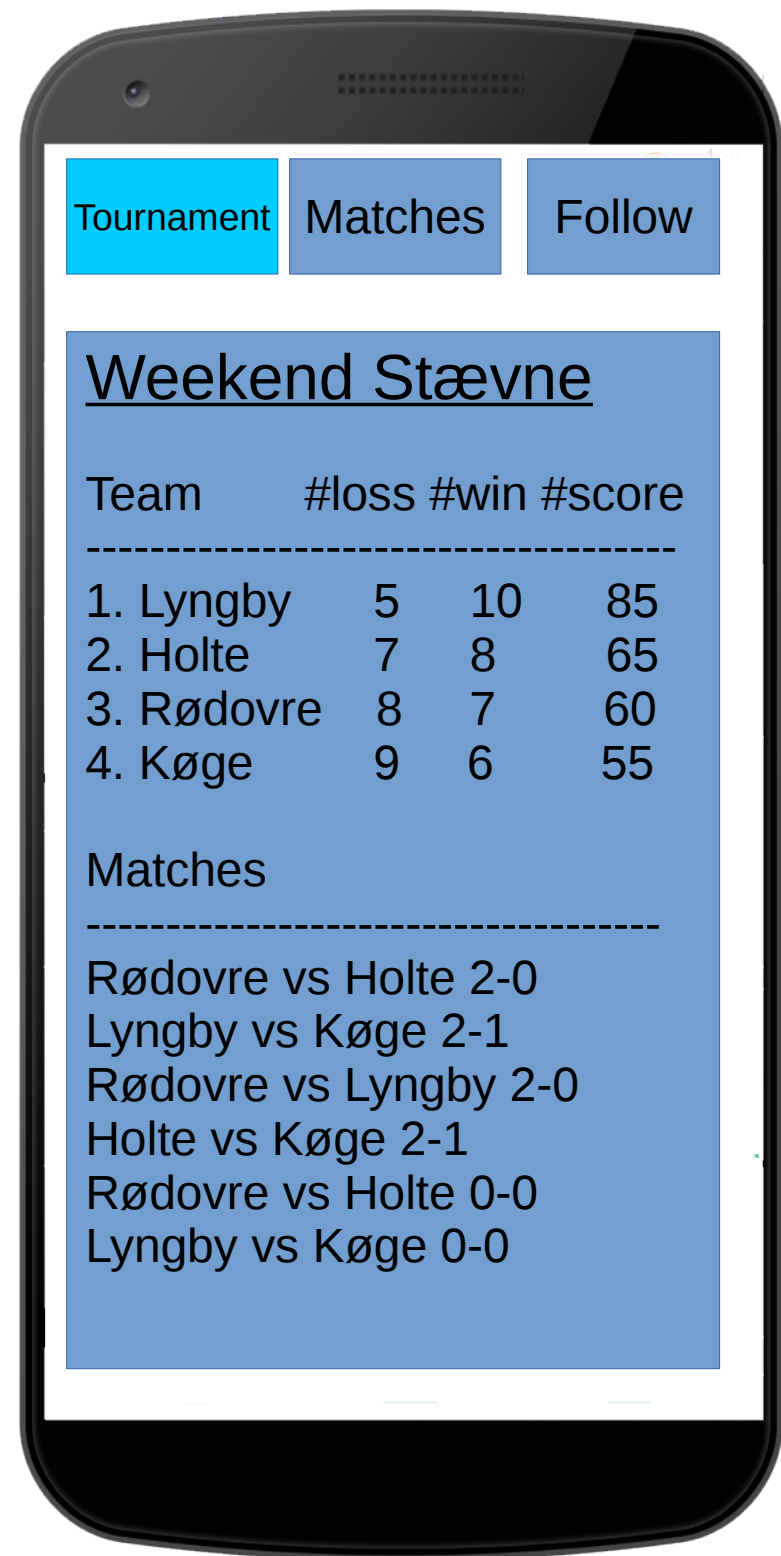 Tournament Matches Follow
Weekend Stævne
Team #loss #win #score
-------------------------------------
1. Lyngby 5 10 85
2. Holte 7 8 65
3. Rødovre 8 7 60
4. Køge 9 6 55
Matches
------------------------------------
Rødovre vs Holte 2-0
Lyngby vs Køge 2-1
Rødovre vs Lyngby 2-0
Holte vs Køge 2-1
Rødovre vs Holte 0-0
Lyngby vs Køge 0-0